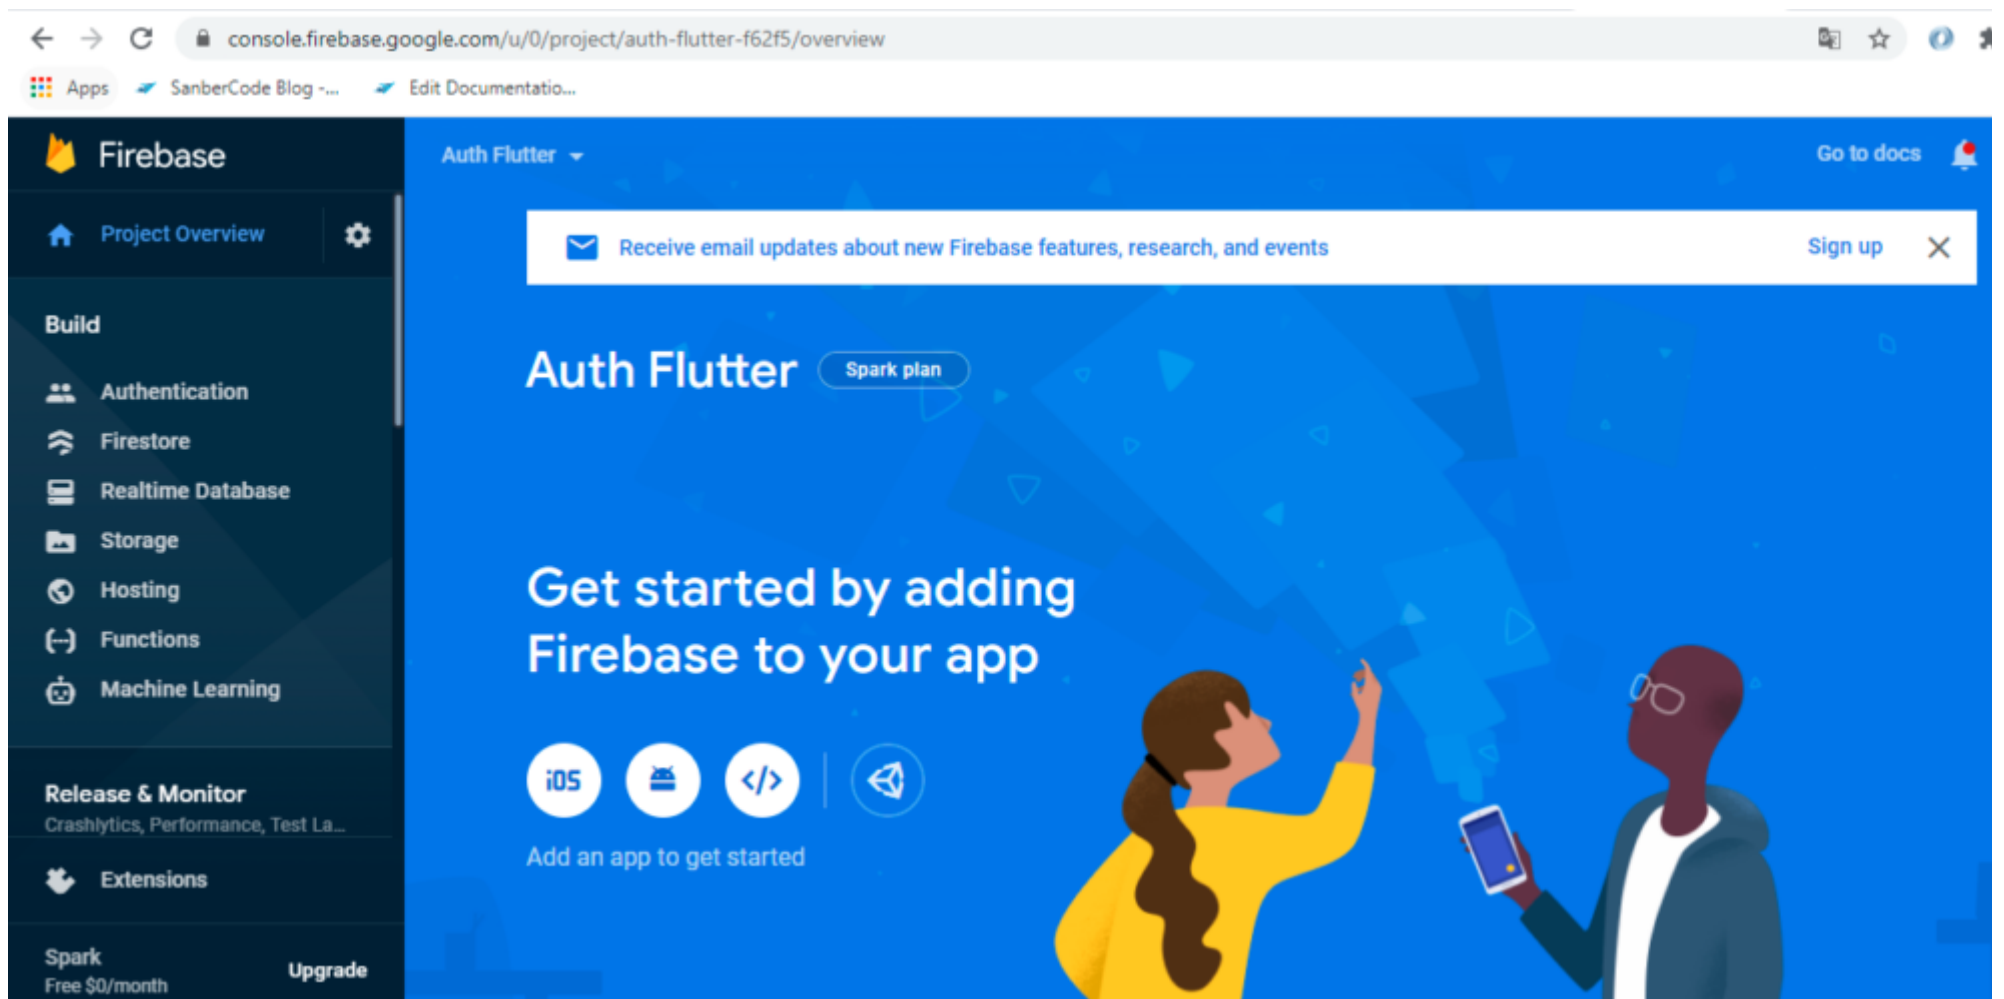 console.firebase.google.com/u/0/project/auth-flutter-f62f5/overview
Apps SanberCode Blog -... Edit Documentatio...
Firebase
Auth Flutter
Go to docs
Project Overview
Receive email updates about new Firebase features, research, and events
Sign up
Build
Authentication
Firestore
Realtime Database
Storage
Hosting
Functions
Machine Learning
Release & Monitor
Crashlytics, Performance, Test La...
Extensions
Spark
Free $0/month
Upgrade
Auth Flutter
Spark plan
Get started by adding
Firebase to your app
iOS
</>
Add an app to get started